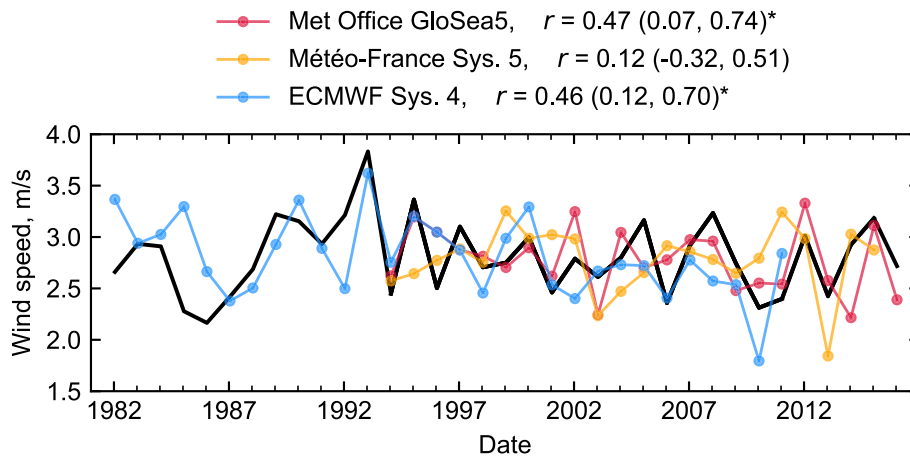 Met Office GloSea5, r = 0.47 (0.07, 0.74)*
Météo-France Sys. 5, r = 0.12 (-0.32, 0.51)
ECMWF Sys. 4, r = 0.46 (0.12, 0.70)*
4.0
3.5
3.0
2.5
2.0
1.5
Wind speed, m/s
1982 1987 1992 1997 2002 2007 2012
Date